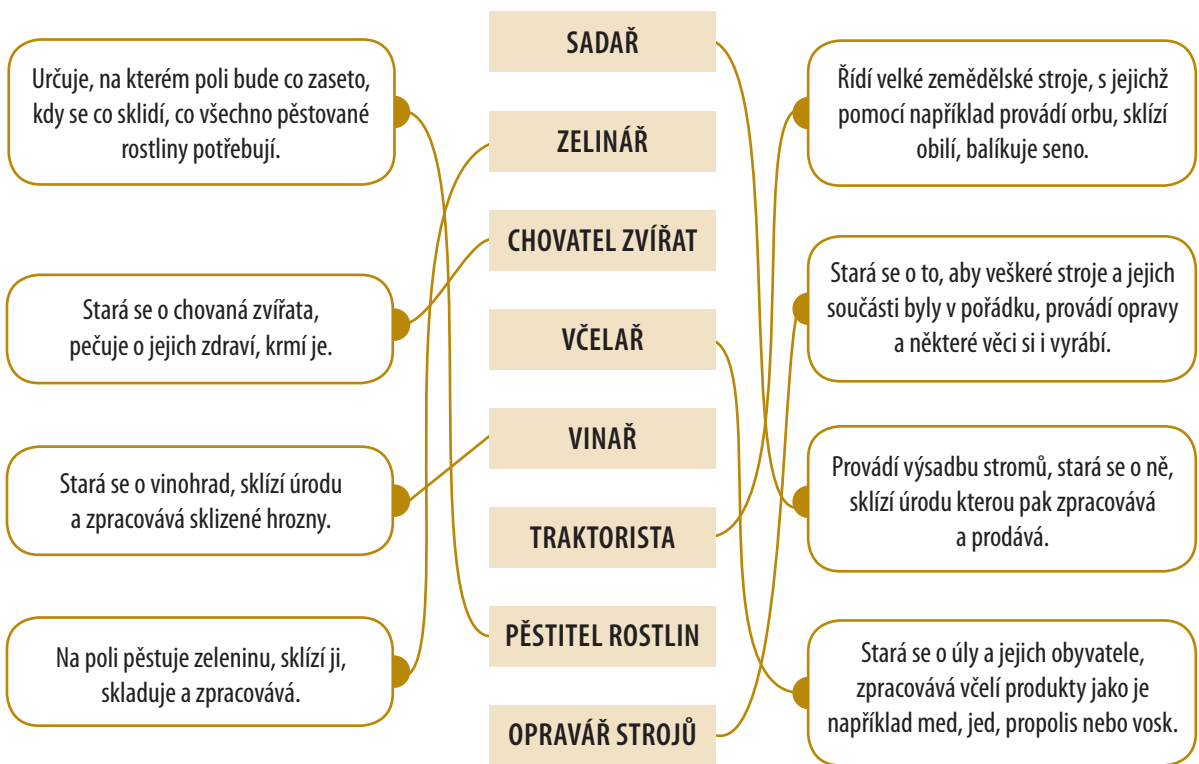 Určuje, na kterém poli bude co zaseto,
kdy se co sklidí, co všechno pěstované
rostliny potřebují.
Stará se o chovaná zvířata,
pečuje o jejich zdraví, krmí je.
Stará se o vinohrad, sklízí úrodu
a zpracovává sklizené hrozny.
Na poli pěstuje zeleninu, sklízí ji,
skladuje a zpracovává.
SADAŘ
ZELINÁŘ
CHOVATEL ZVÍŘAT
VČELAŘ
VINAŘ
TRAKTORISTA
PĚSTITEL ROSTLIN
OPRAVÁŘ STROJŮ
Řídí velké zemědělské stroje, s jejichž
pomocí například provádí orbu, sklízí
obilí, balíkuje seno.
Stará se o to, aby veškeré stroje a jejich
součásti byly v pořádku, provádí opravy
a některé věci si i vyrábí.
Provádí výsadbu stromů, stará se o ně,
sklízí úrodu kterou pak zpracovává
a prodává.
Stará se o úly a jejich obyvatele,
zpracovává včelí produkty jako je
například med, jed, propolis nebo vosk.